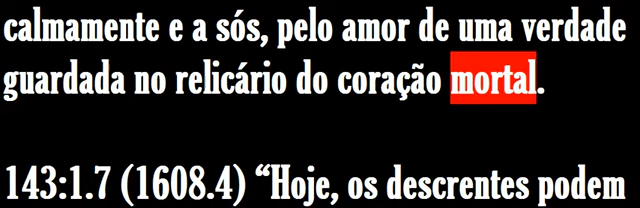 calmamente e a sós, pelo amor de uma verdade
guardada no relicário do coração mortal.
143:1.7 (1608.4) “Hoje, os descrentes podem